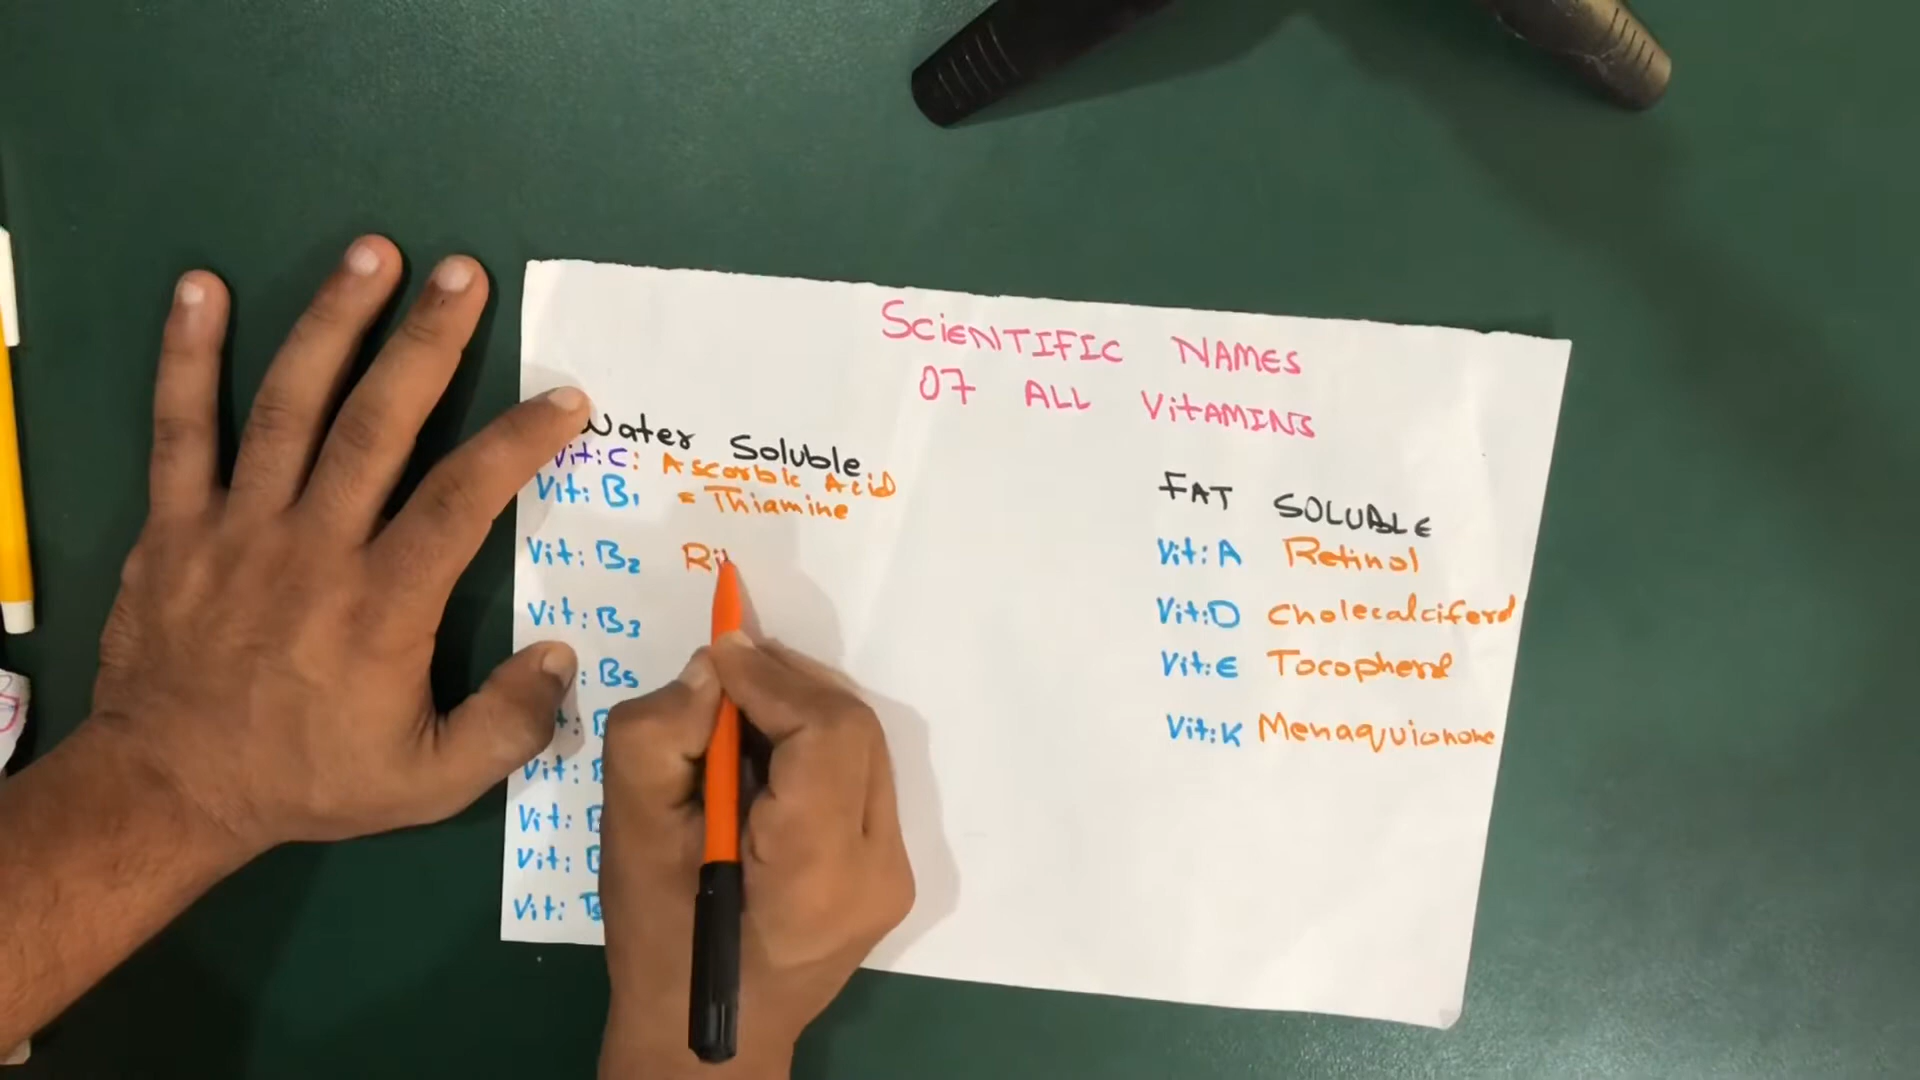 SCiENTIFIC NAMES
07 ALL ViTAMINS
Water Soluble
Vit:C: Ascorbic Acid
Vit: B₁ = Thiamine
Vit: B₂ Ri
Vit: B₃
: B₅
Vit:
Vit:
Vit:
Vit:
FAT SOLUBLE
Vit: A Retinol
Vit:D Cholecalciferol
Vit:E Tocopherol
Vit:K Menaquionone